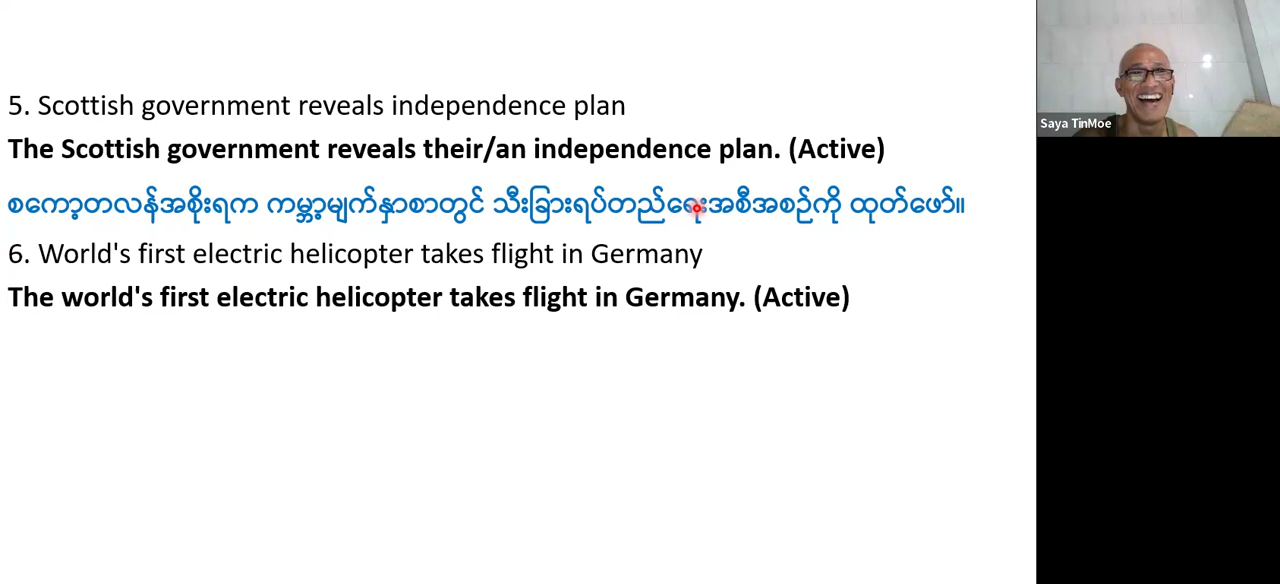 5. Scottish government reveals independence plan
The Scottish government reveals their/an independence plan. (Active)
စကော့တလန်အစိုးရက ကမ္ဘာ့မျက်နှာစာတွင် သီးခြားရပ်တည်ရေးအစီအစဉ်ကို ထုတ်ဖော်။
6. World's first electric helicopter takes flight in Germany
The world's first electric helicopter takes flight in Germany. (Active)
Saya TinMoe